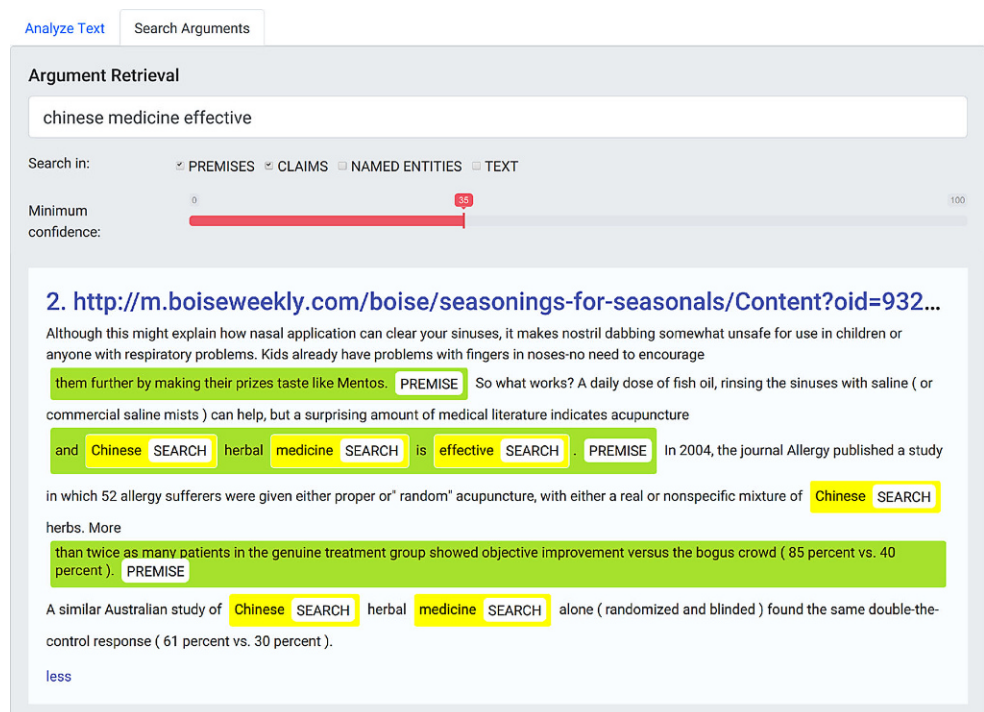 Analyze Text Search Arguments
Argument Retrieval
chinese medicine effective
Search in: PREMISES CLAIMS NAMED ENTITIES TEXT
0 35 100
Minimum
confidence:
2. http://m.boiseweekly.com/boise/seasonings-for-seasonals/Content?oid=932...
Although this might explain how nasal application can clear your sinuses, it makes nostril dabbing somewhat unsafe for use in children or
anyone with respiratory problems. Kids already have problems with fingers in noses-no need to encourage
them further by making their prizes taste like Mentos. PREMISE So what works? A daily dose of fish oil, rinsing the sinuses with saline ( or
commercial saline mists ) can help, but a surprising amount of medical literature indicates acupuncture
and Chinese SEARCH herbal medicine SEARCH is effective SEARCH . PREMISE In 2004, the journal Allergy published a study
in which 52 allergy sufferers were given either proper or" random" acupuncture, with either a real or nonspecific mixture of Chinese SEARCH
herbs. More
than twice as many patients in the genuine treatment group showed objective improvement versus the bogus crowd ( 85 percent vs. 40
percent ). PREMISE
A similar Australian study of Chinese SEARCH herbal medicine SEARCH alone ( randomized and blinded ) found the same double-the-
control response ( 61 percent vs. 30 percent ).
less